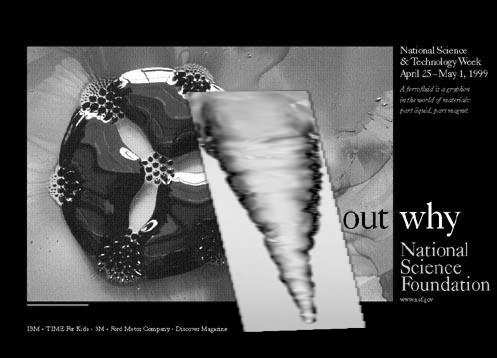 National Science
& Technology Week
April 25–May 1, 1999
A ferrofluid is a gryphon
in the world of materials:
part liquid, part magnet.
out why
National
Science
Foundation
www.nsf.gov
IBM • TIME For Kids • 3M • Ford Motor Company • Discover Magazine